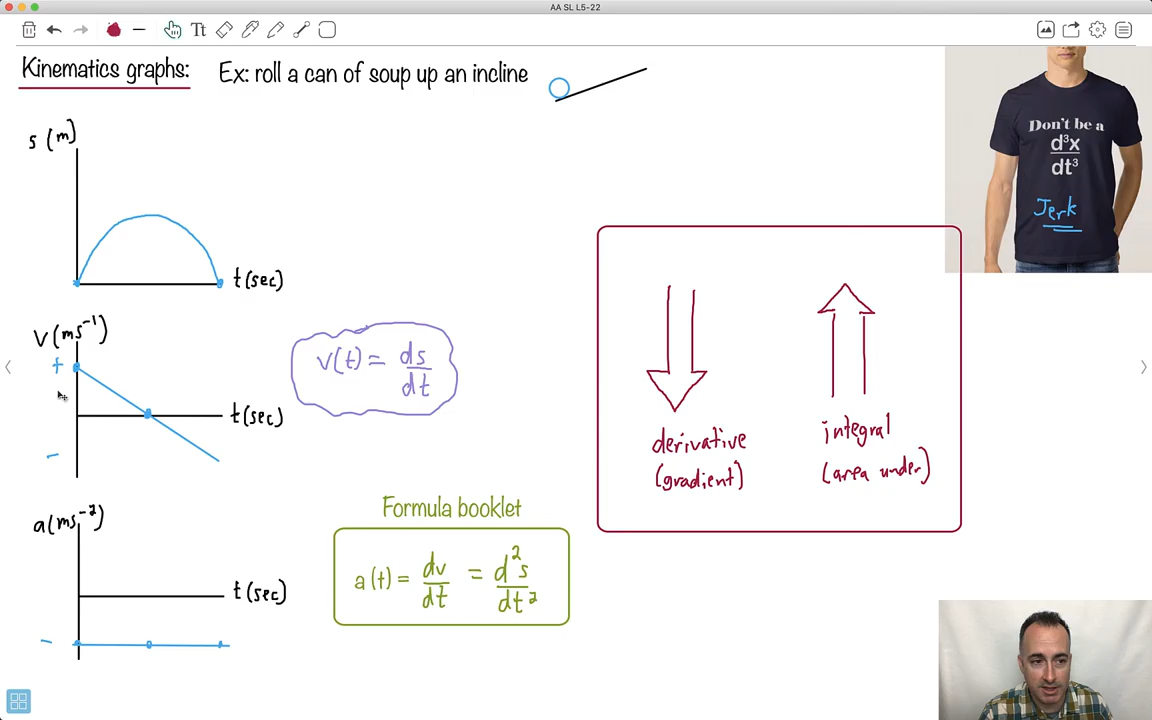 AA SL L5-22
Tt
Kinematics graphs:
Ex: roll a can of soup up an incline
Don't be a
d³x
dt³
Jerk
s (m)
t (sec)
v (ms⁻¹)
+
-
t (sec)
v(t) = ds
dt
derivative
(gradient)
integral
(area under)
a (ms⁻²)
-
t (sec)
Formula booklet
a (t) = dv = d²s
dt dt²